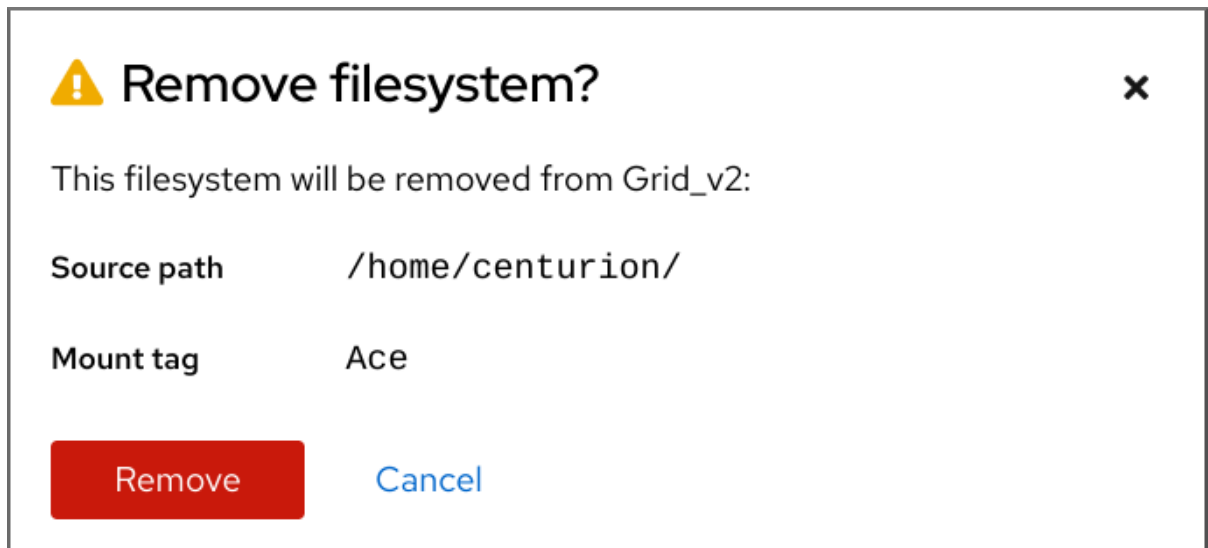 Remove filesystem?
This filesystem will be removed from Grid_v2:
Source path /home/centurion/
Mount tag Ace
Remove Cancel